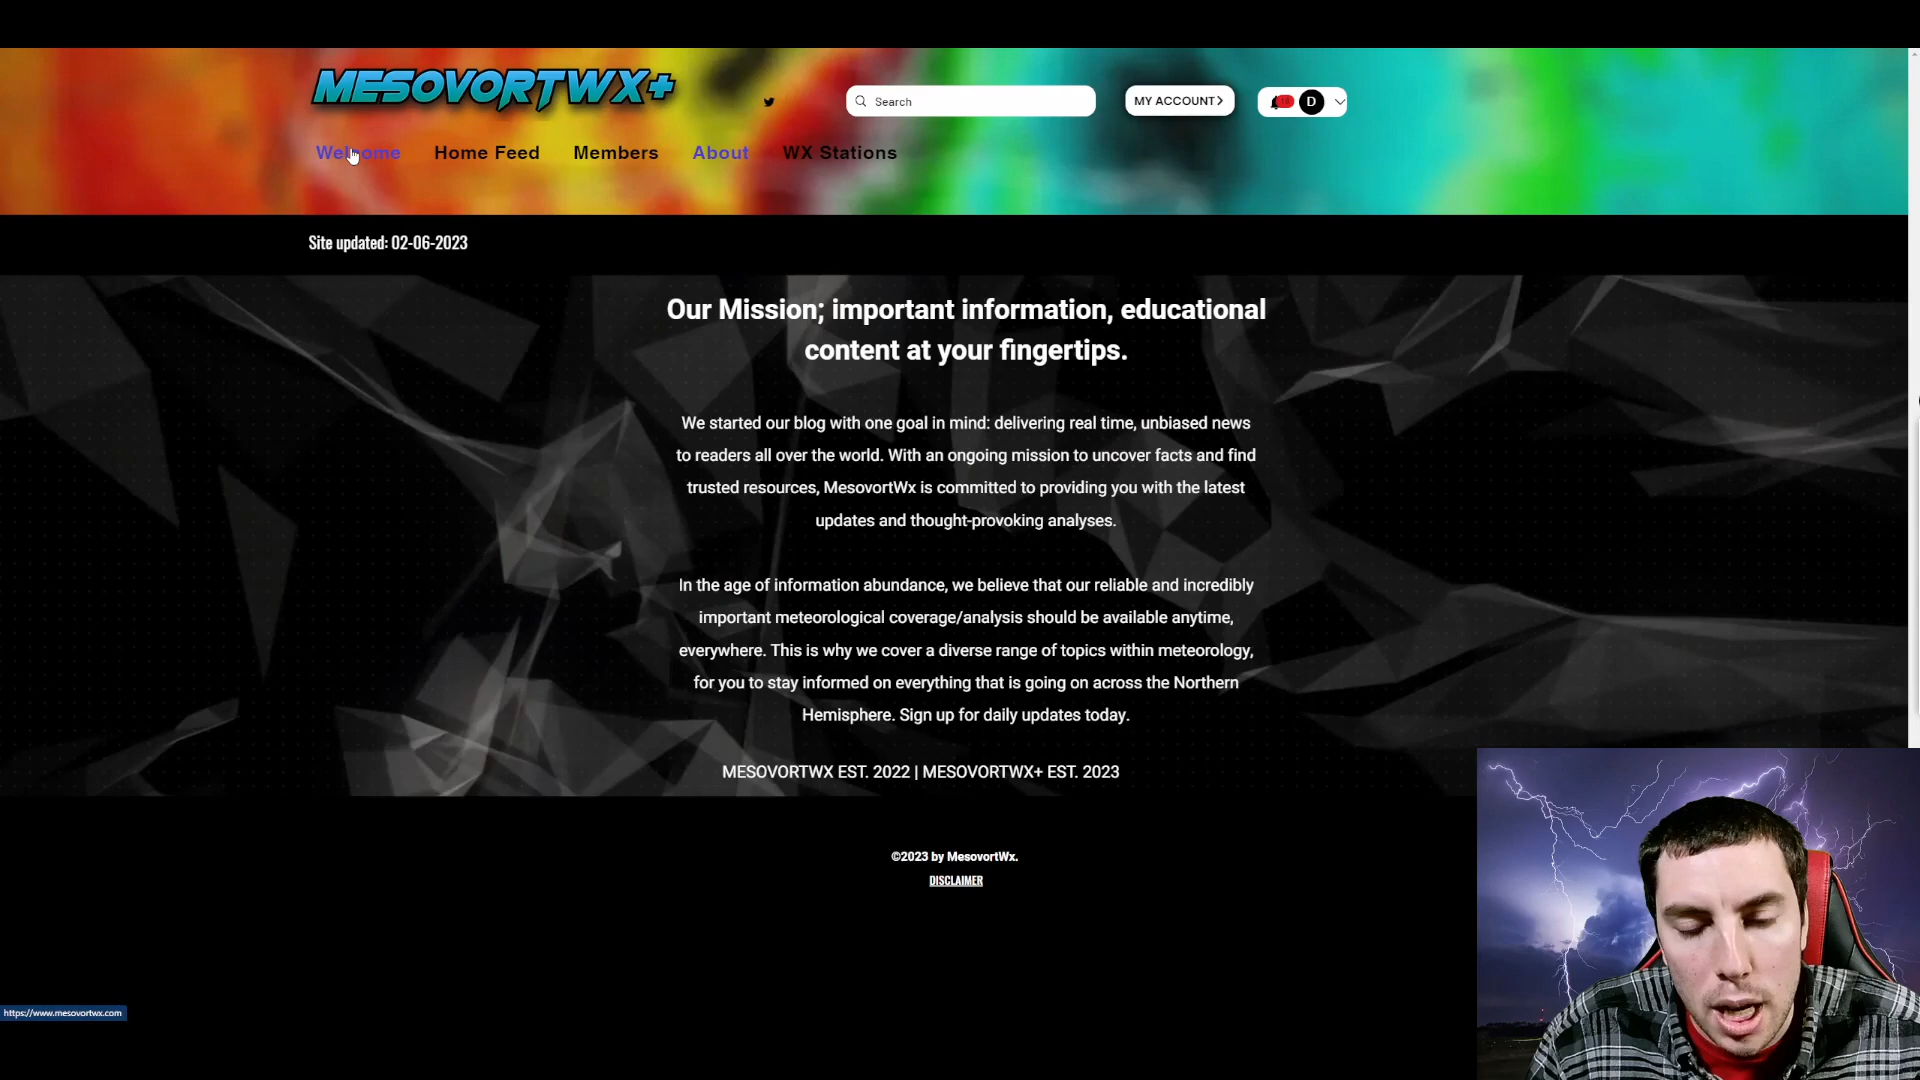 MESOVORTWX+
Search
MY ACCOUNT
D
Welcome Home Feed Members About WX Stations
Site updated: 02-06-2023
Our Mission; important information, educational
content at your fingertips.
We started our blog with one goal in mind: delivering real time, unbiased news
to readers all over the world. With an ongoing mission to uncover facts and find
trusted resources, MesovortWx is committed to providing you with the latest
updates and thought-provoking analyses.
In the age of information abundance, we believe that our reliable and incredibly
important meteorological coverage/analysis should be available anytime,
everywhere. This is why we cover a diverse range of topics within meteorology,
for you to stay informed on everything that is going on across the Northern
Hemisphere. Sign up for daily updates today.
MESOVORTWX EST. 2022 | MESOVORTWX+ EST. 2023
©2023 by MesovortWx.
DISCLAIMER
https://www.mesovortwx.com